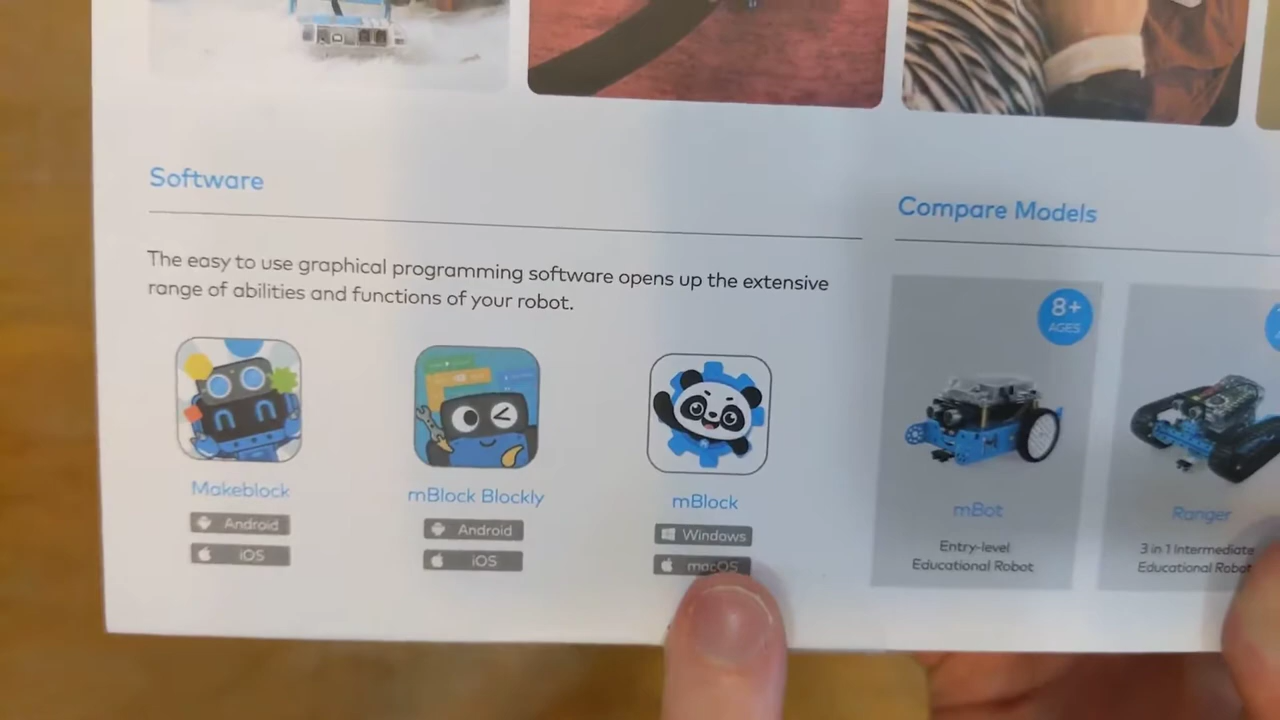 Software
The easy to use graphical programming software opens up the extensive
range of abilities and functions of your robot.
Makeblock
Android
iOS
mBlock Blockly
Android
iOS
mBlock
Windows
macOS
Compare Models
8+
AGES
mBot
Entry-level
Educational Robot
Ranger
3 in 1 Intermediate
Educational Robot